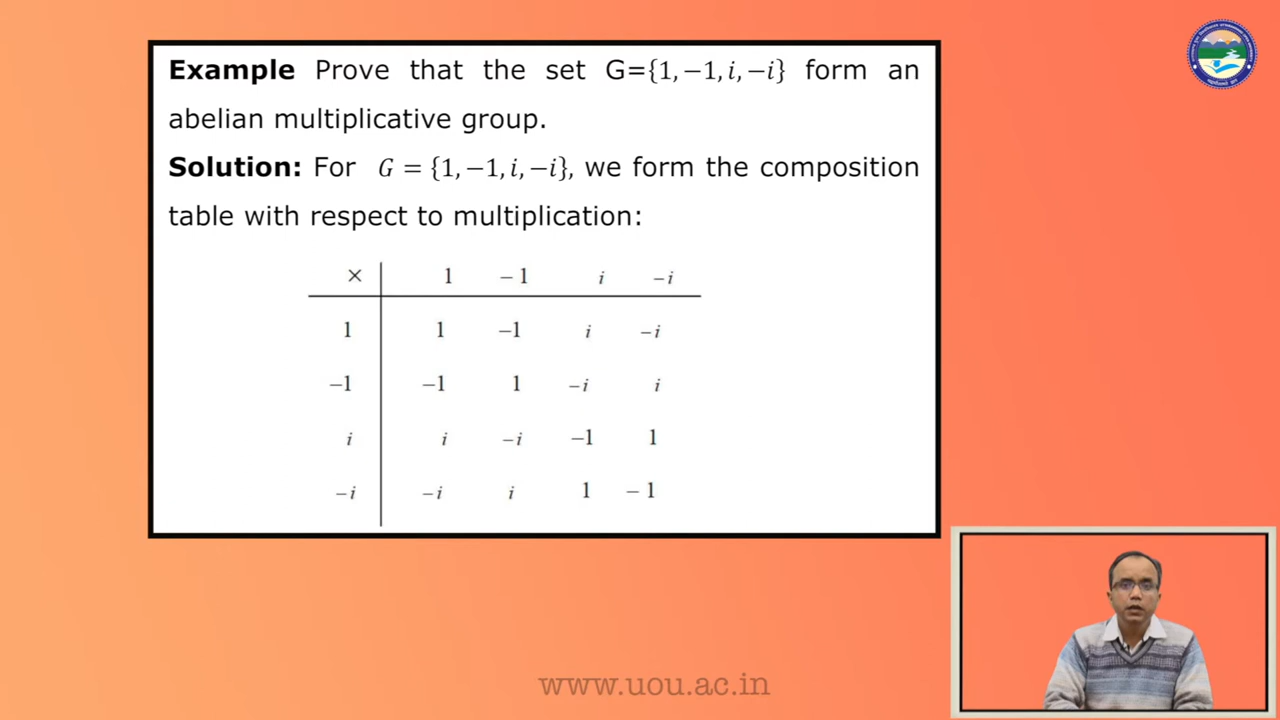 Example Prove that the set G={1, −1, i, −i} form an
abelian multiplicative group.
Solution: For G = {1, −1, i, −i}, we form the composition
table with respect to multiplication:
× 1 −1 i −i
1 1 −1 i −i
−1 −1 1 −i i
i i −i −1 1
−i −i i 1 −1
www.uou.ac.in